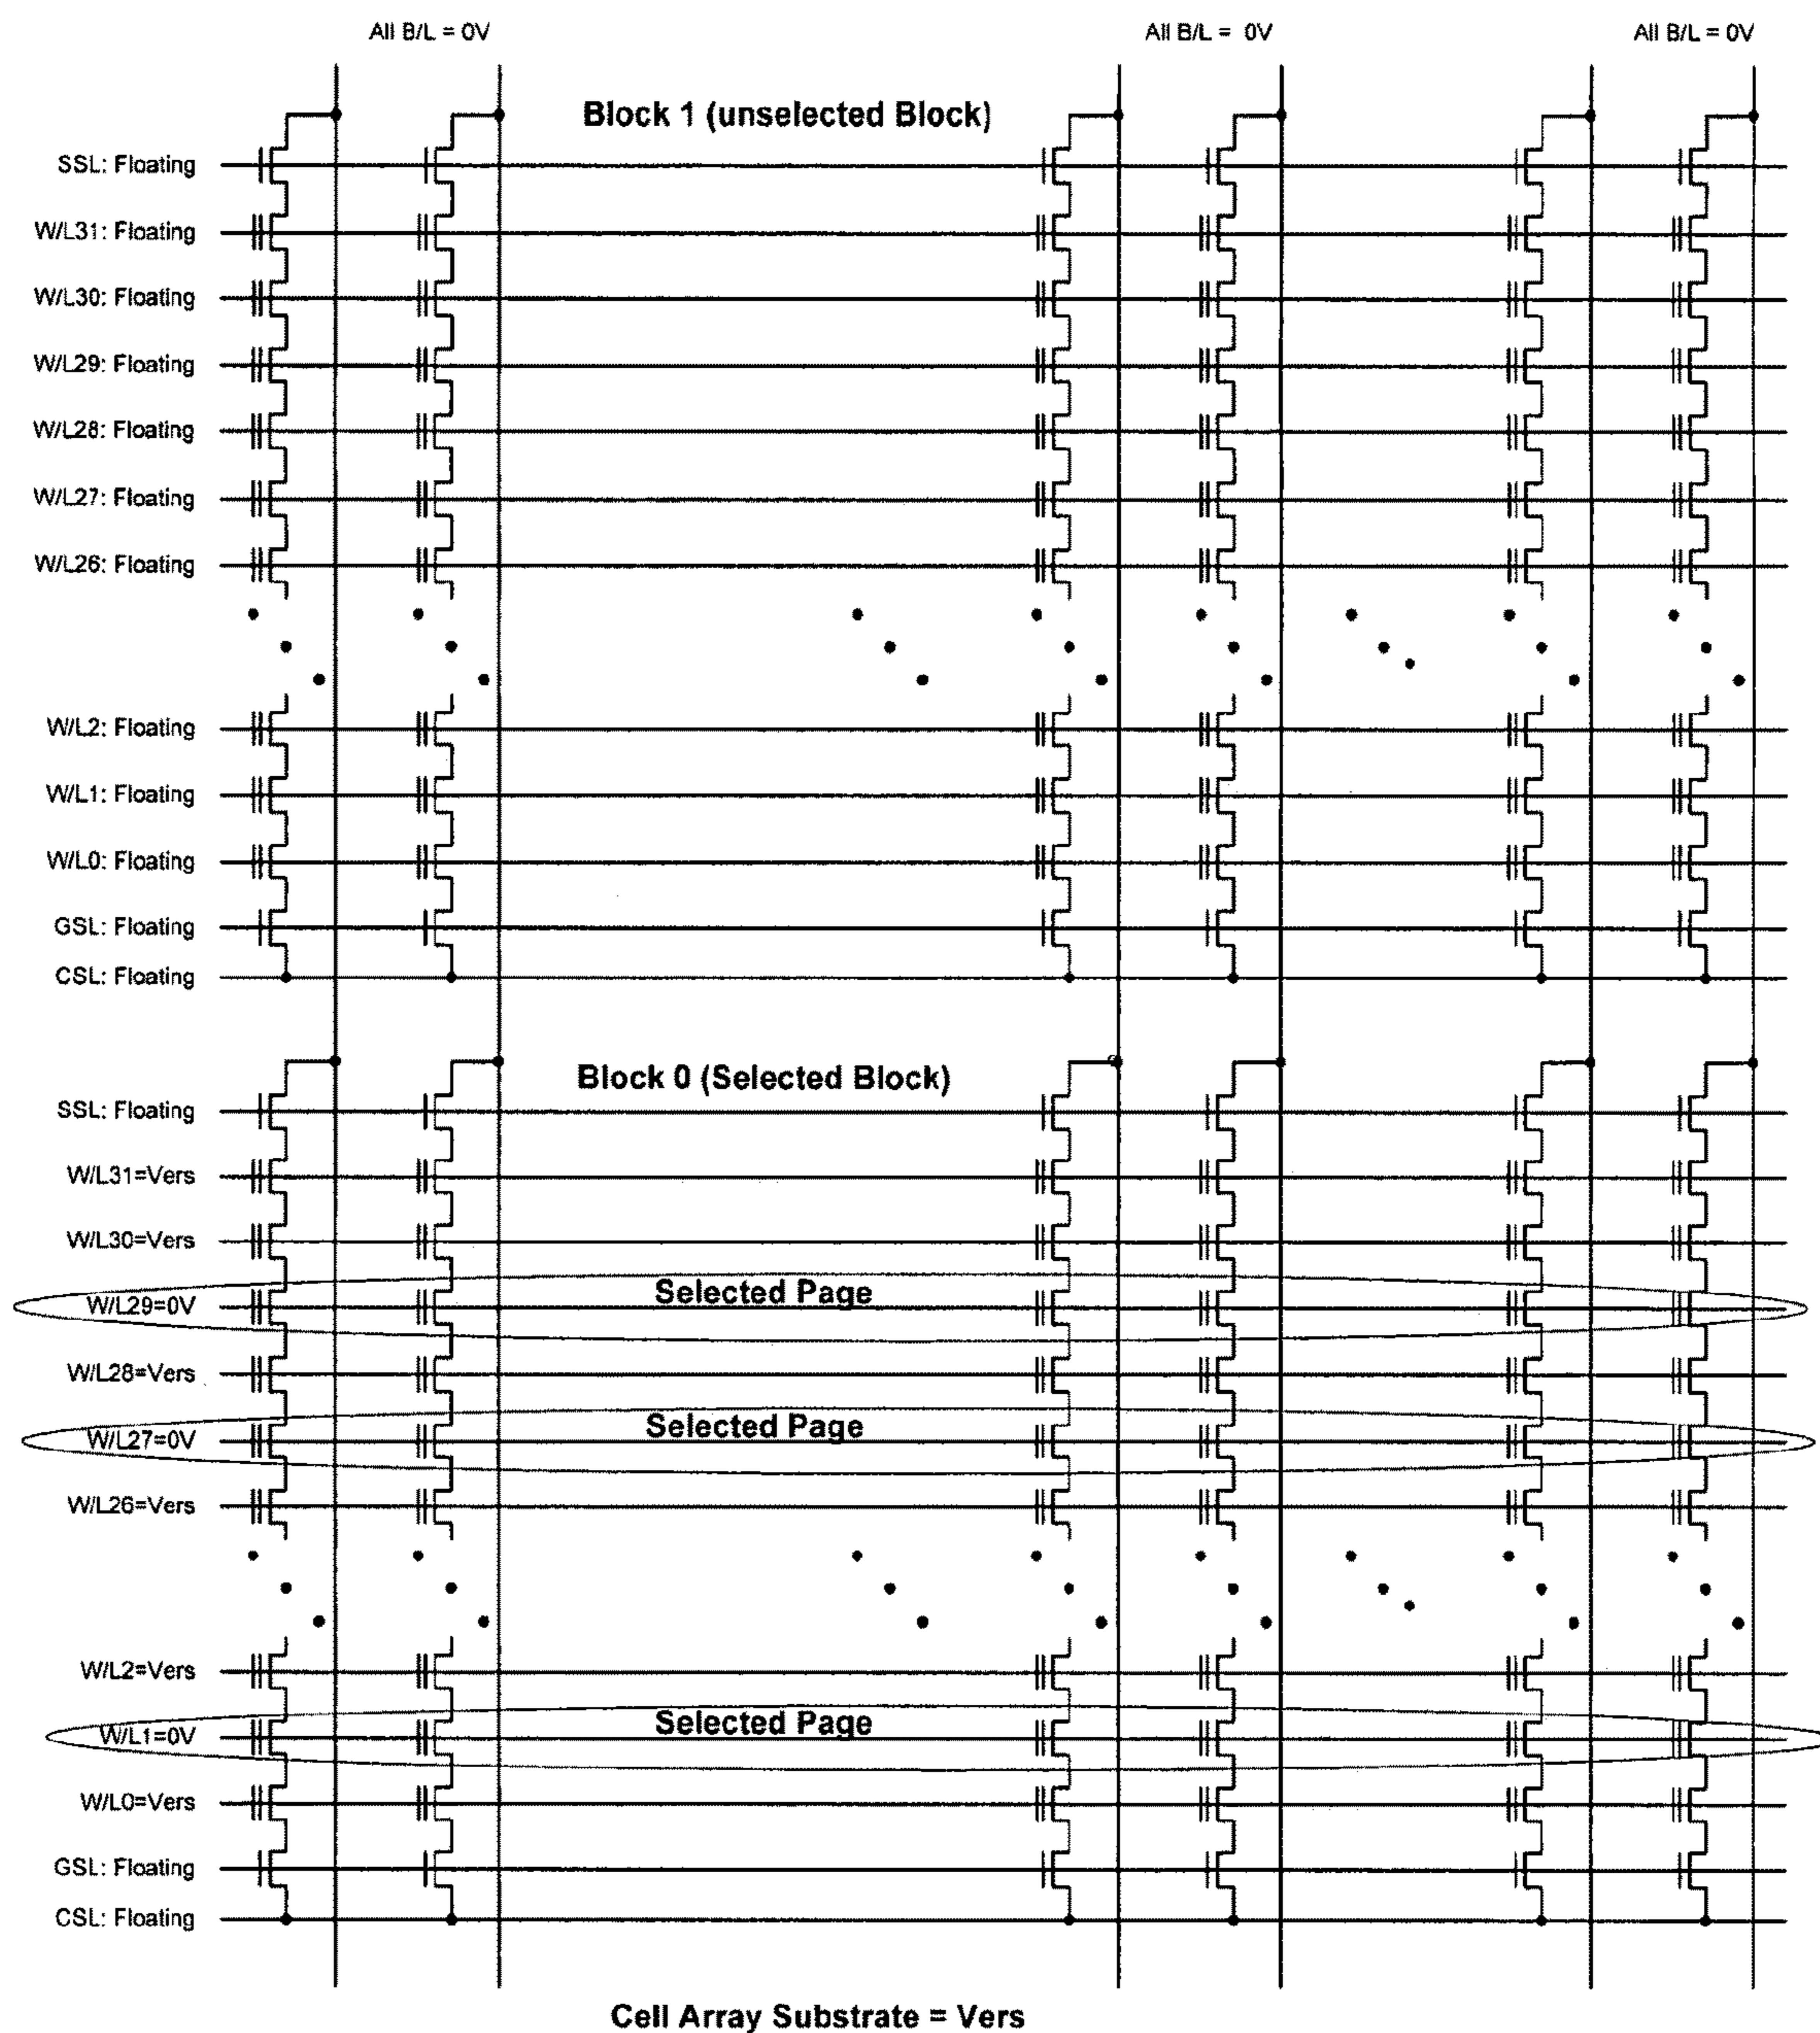 All B/L = 0V All B/L = 0V All B/L = 0V
Block 1 (unselected Block)
SSL: Floating
W/L31: Floating
W/L30: Floating
W/L29: Floating
W/L28: Floating
W/L27: Floating
W/L26: Floating
W/L2: Floating
W/L1: Floating
W/L0: Floating
GSL: Floating
CSL: Floating
Block 0 (Selected Block)
SSL: Floating
W/L31=Vers
W/L30=Vers
W/L29=0V Selected Page
W/L28=Vers
W/L27=0V Selected Page
W/L26=Vers
W/L2=Vers
W/L1=0V Selected Page
W/L0=Vers
GSL: Floating
CSL: Floating
Cell Array Substrate = Vers